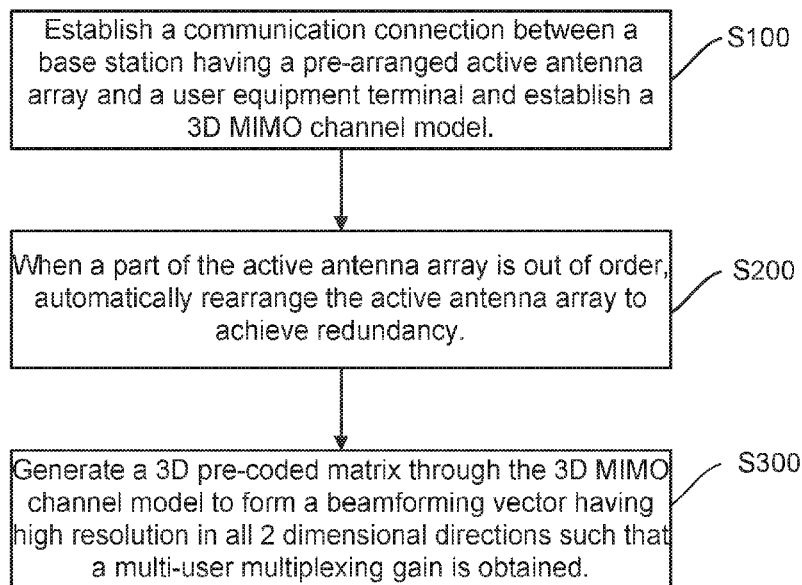 Establish a communication connection between a
base station having a pre-arranged active antenna
array and a user equipment terminal and establish a
3D MIMO channel model.
S100
When a part of the active antenna array is out of order,
automatically rearrange the active antenna array to
achieve redundancy.
S200
Generate a 3D pre-coded matrix through the 3D MIMO
channel model to form a beamforming vector having
high resolution in all 2 dimensional directions such that
a multi-user multiplexing gain is obtained.
S300